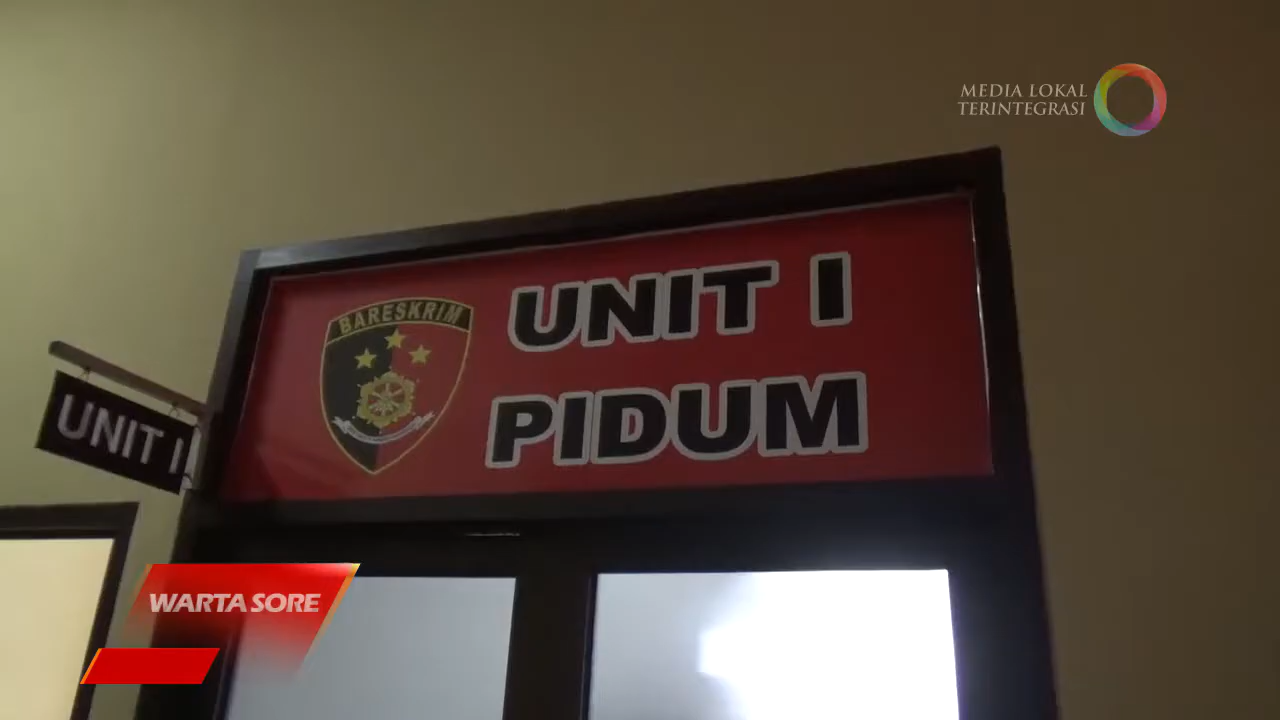 MEDIA LOKAL
TERINTEGRASI
BARESKRIM
UNIT I
PIDUM
UNIT I
WARTA SORE